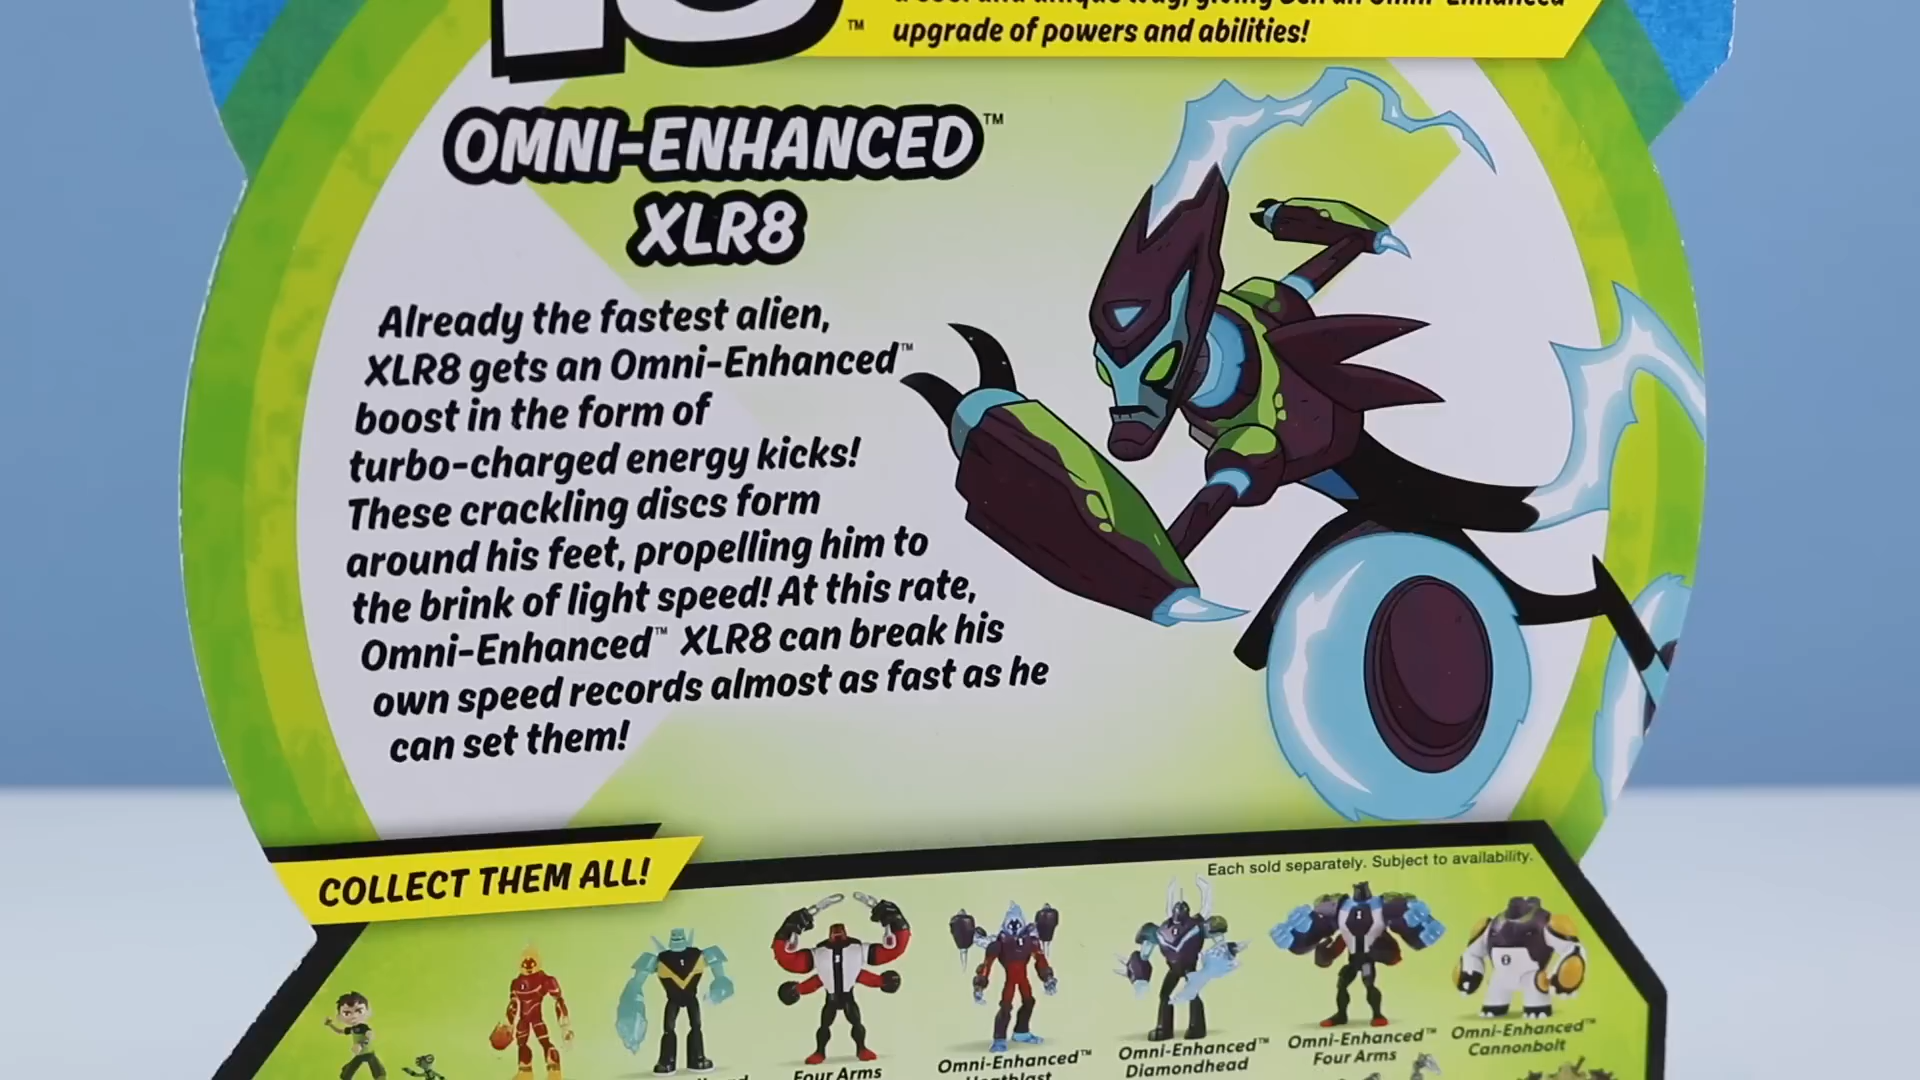 10™
upgrade of powers and abilities!
OMNI-ENHANCED™
XLR8
Already the fastest alien,
XLR8 gets an Omni-Enhanced™
boost in the form of
turbo-charged energy kicks!
These crackling discs form
around his feet, propelling him to
the brink of light speed! At this rate,
Omni-Enhanced™ XLR8 can break his
own speed records almost as fast as he
can set them!
COLLECT THEM ALL!
Each sold separately. Subject to availability.
Four Arms
Omni-Enhanced™
Omni-Enhanced™
Diamondhead
Omni-Enhanced™
Four Arms
Omni-Enhanced™
Cannonbolt